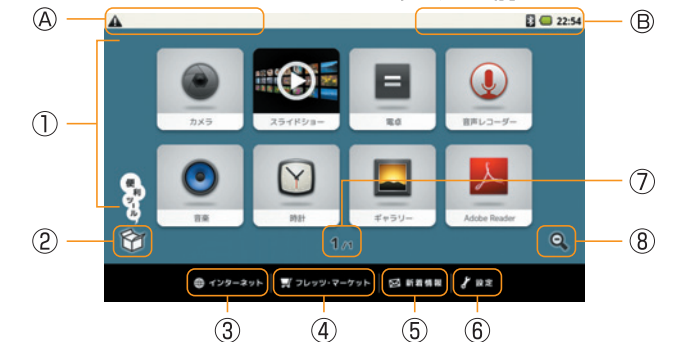 Ⓐ
Ⓑ
22:54
①
カメラ
スライドショー
電卓
音声レコーダー
便利ツール
音楽
時計
ギャラリー
Adobe Reader
⑦
②
1/1
⑧
インターネット
フレッツ・マーケット
新着情報
設定
③
④
⑤
⑥